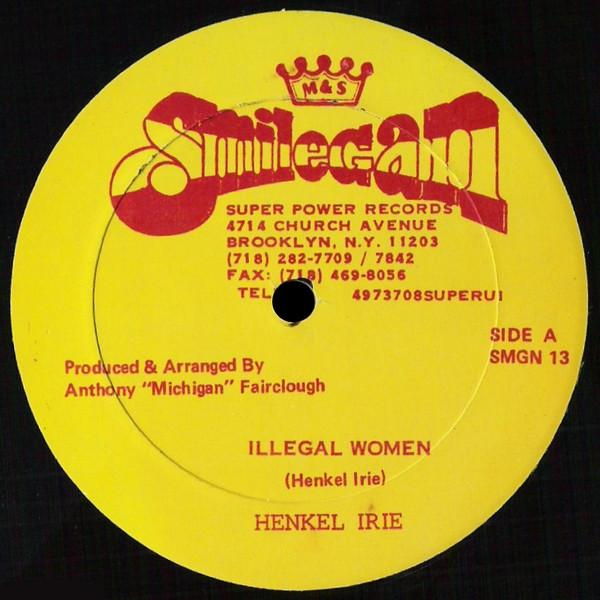 M&S
Smilegan
SUPER POWER RECORDS
4714 CHURCH AVENUE
BROOKLYN, N.Y. 11203
(718) 282-7709 / 7842
FAX: (718) 469-8056
TEL 4973708SUPERUI
SIDE A
SMGN 13
Produced & Arranged By
Anthony "Michigan" Fairclough
ILLEGAL WOMEN
(Henkel Irie)
HENKEL IRIE